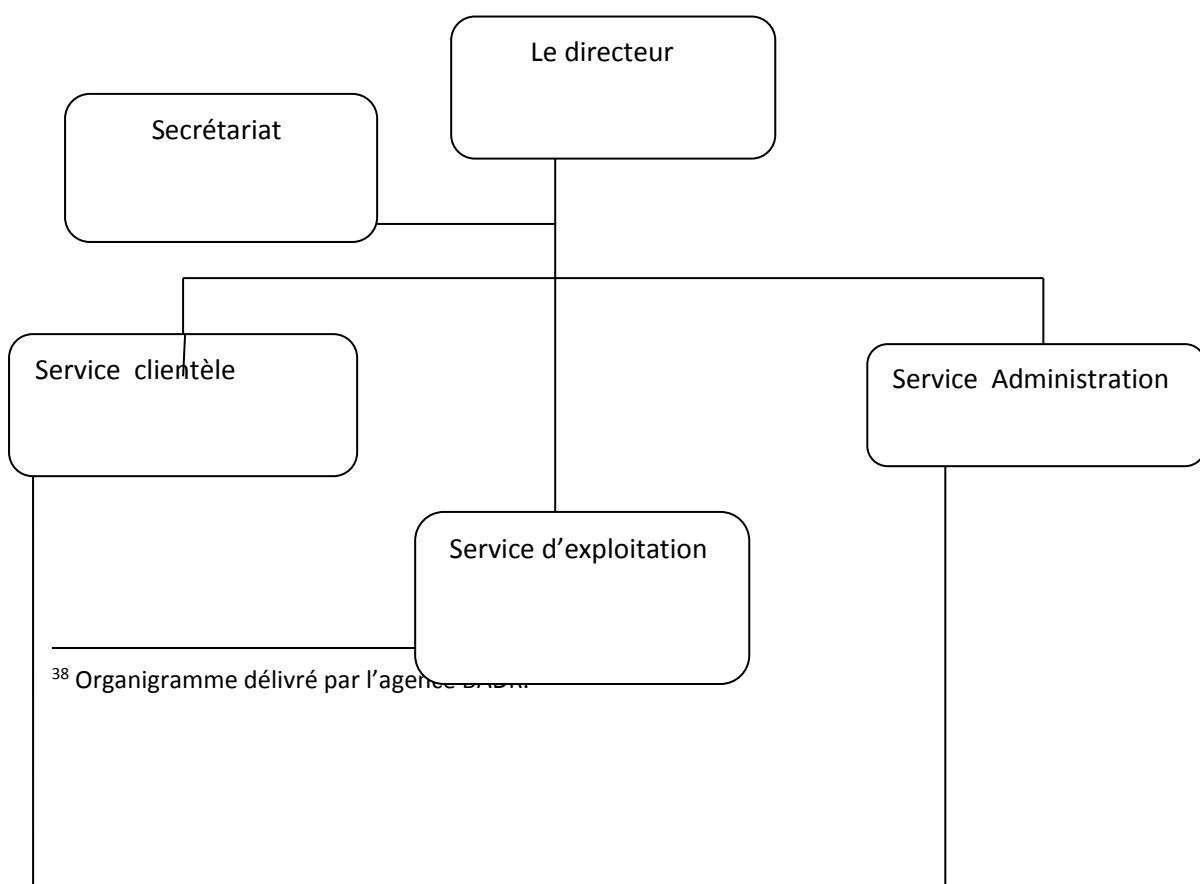 Le directeur
Secrétariat
Service clientèle
Service Administration
Service d'exploitation
³⁸ Organigramme délivré par l'agence